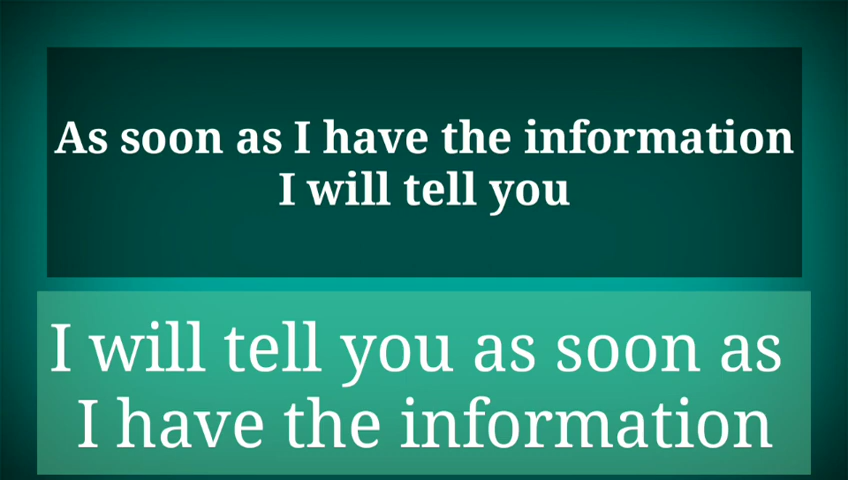 As soon as I have the information
I will tell you
I will tell you as soon as
I have the information